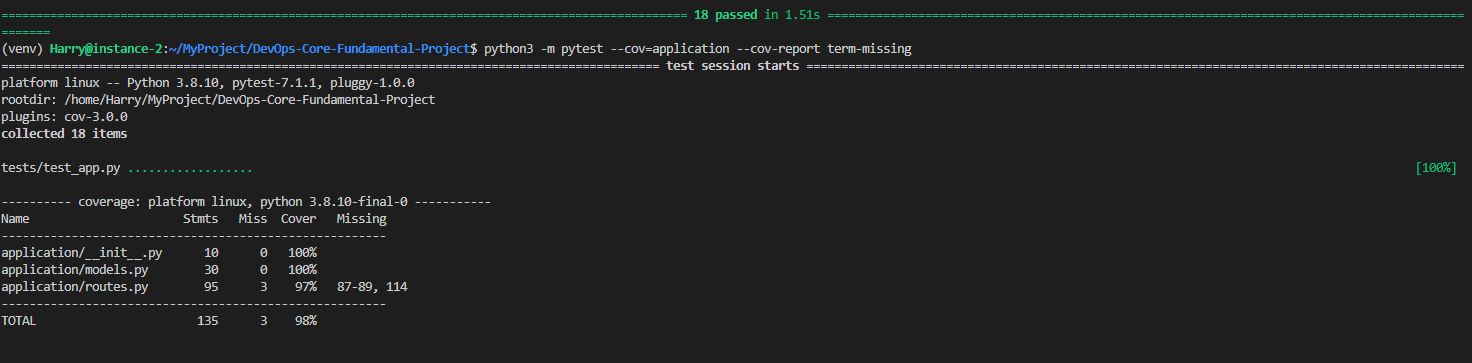 ======================================================================================== 18 passed in 1.51s ========================================================================================
(venv) Harry@instance-2:~/MyProject/DevOps-Core-Fundamental-Project$ python3 -m pytest --cov=application --cov-report term-missing
======================================================================================== test session starts ========================================================================================
platform linux -- Python 3.8.10, pytest-7.1.1, pluggy-1.0.0
rootdir: /home/Harry/MyProject/DevOps-Core-Fundamental-Project
plugins: cov-3.0.0
collected 18 items
tests/test_app.py .................. [100%]
---------- coverage: platform linux, python 3.8.10-final-0 -----------
Name Stmts Miss Cover Missing
-------------------------------------------------------
application/__init__.py 10 0 100%
application/models.py 30 0 100%
application/routes.py 95 3 97% 87-89, 114
-------------------------------------------------------
TOTAL 135 3 98%